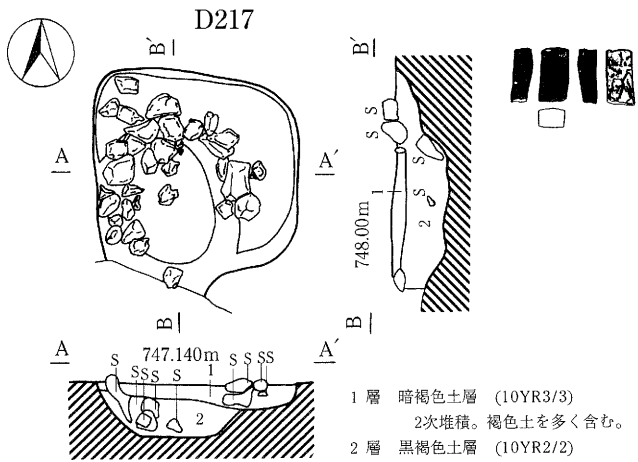 D217
B B′
B′
S
S
A
A′
S
1
S
748.00m
2
B
B
A
747.140m
A′
S
1
S S SS
SSS
S
2
1 層 暗褐色土層 (10YR3/3)
2次堆積。褐色土を多く含む。
2 層 黒褐色土層 (10YR2/2)